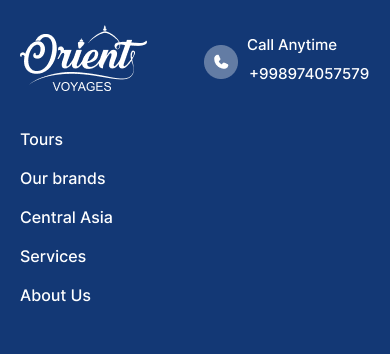 Orient
VOYAGES
Call Anytime
+998974057579
Tours
Our brands
Central Asia
Services
About Us